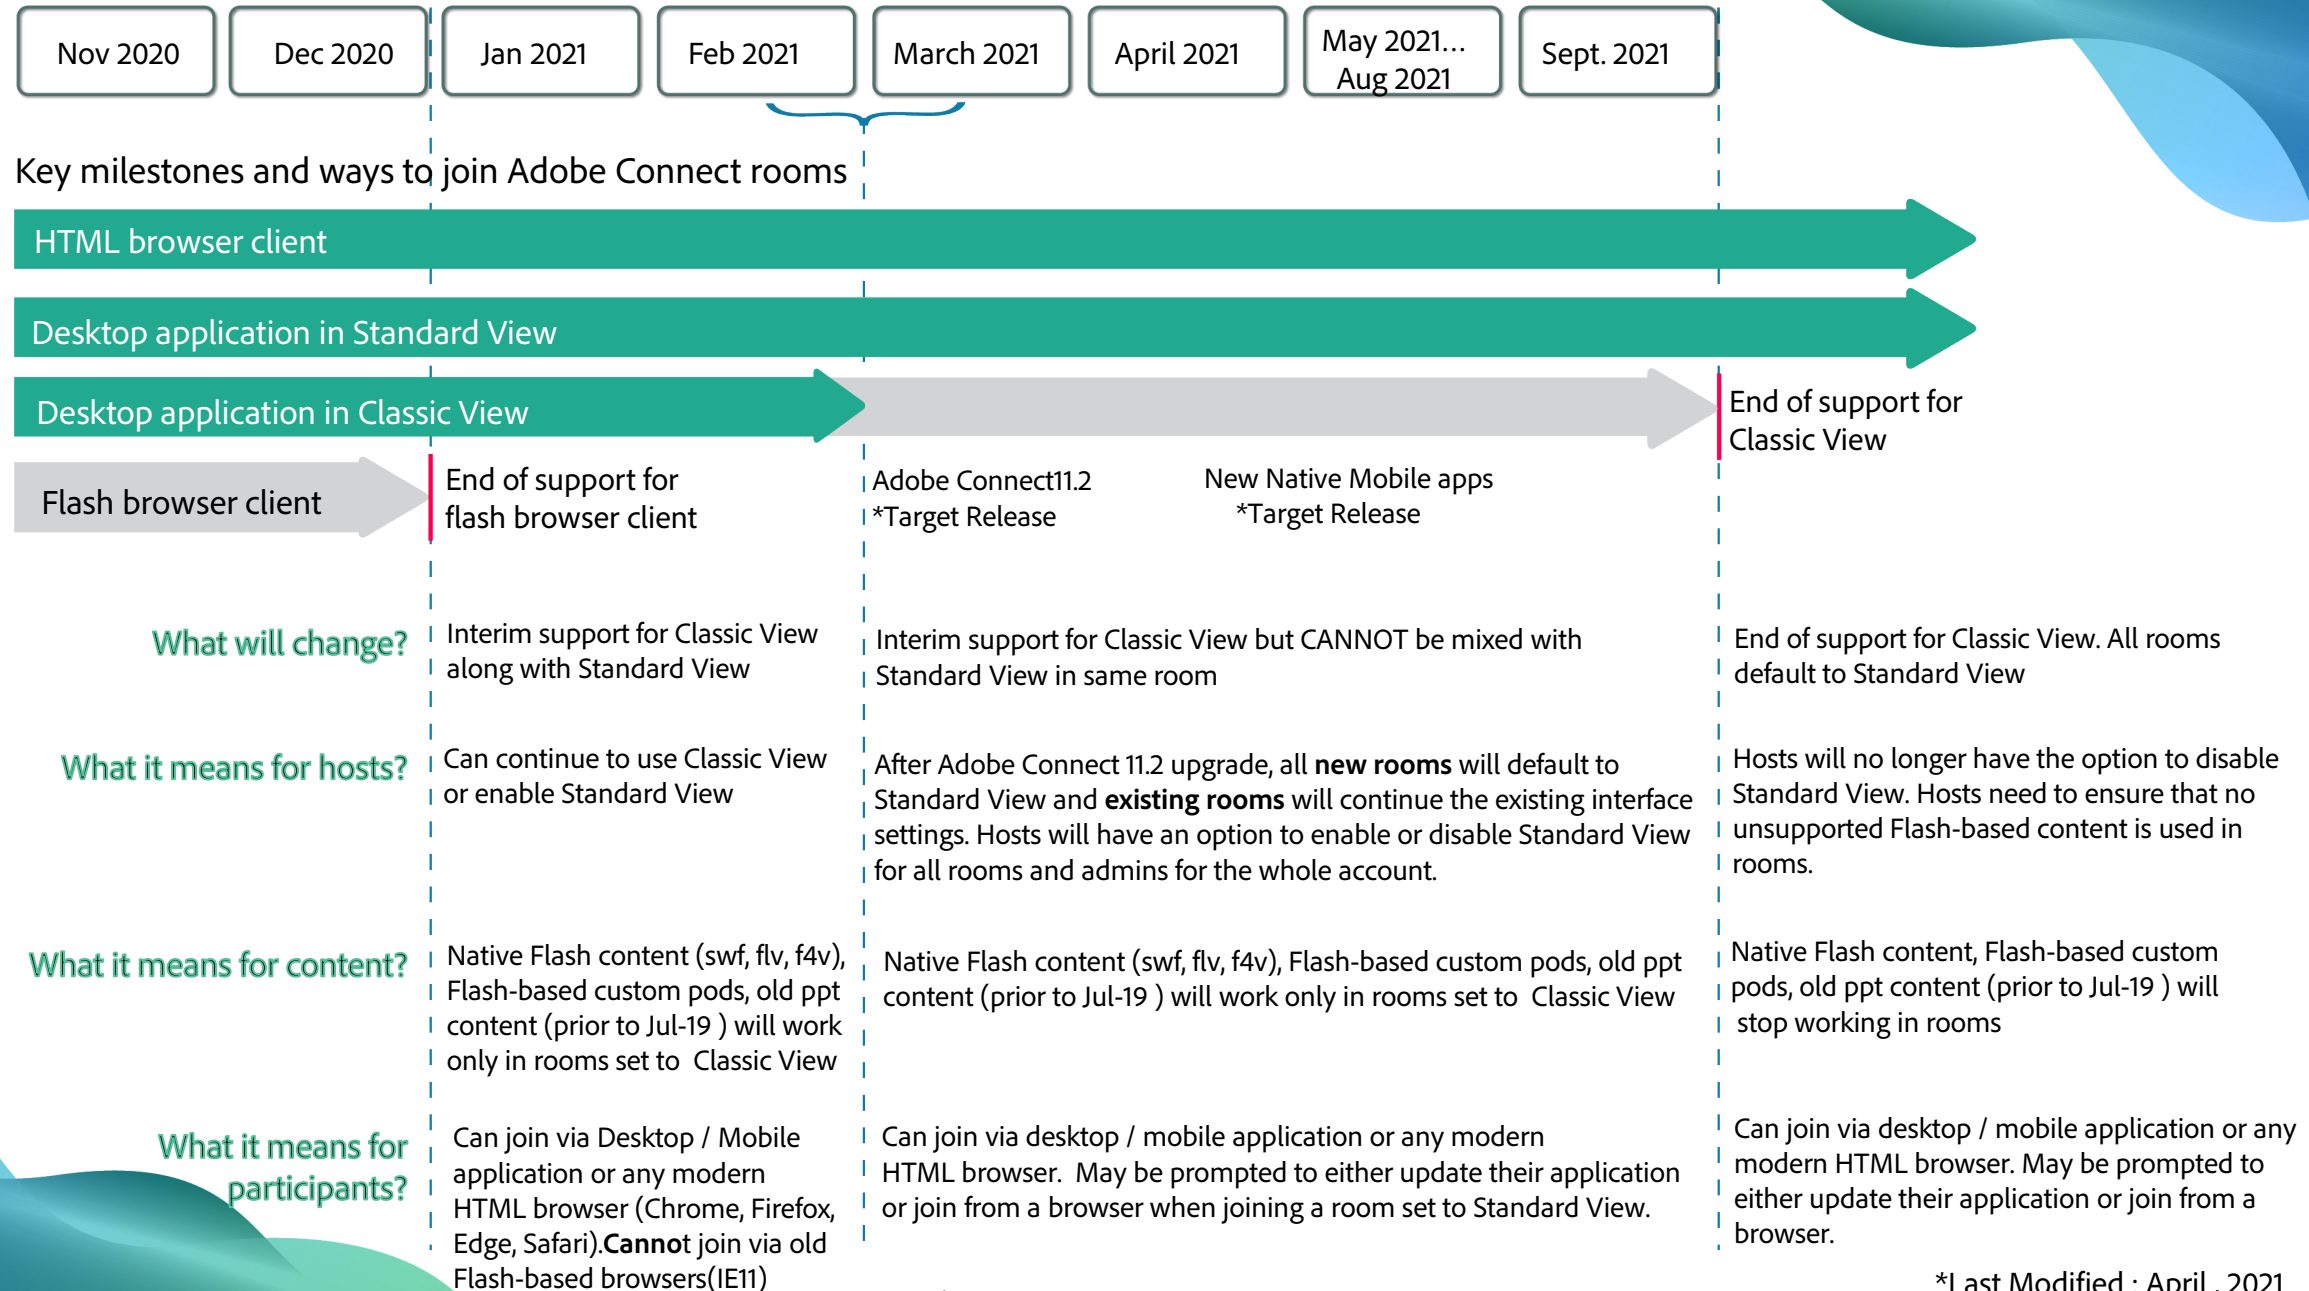 Nov 2020
Dec 2020
Jan 2021
Feb 2021
March 2021
April 2021
May 2021...
Aug 2021
Sept. 2021
Key milestones and ways to join Adobe Connect rooms
HTML browser client
Desktop application in Standard View
Desktop application in Classic View
End of support for
Classic View
Flash browser client
End of support for
flash browser client
Adobe Connect11.2
*Target Release
New Native Mobile apps
*Target Release
What will change?
Interim support for Classic View
along with Standard View
Interim support for Classic View but CANNOT be mixed with
Standard View in same room
End of support for Classic View. All rooms
default to Standard View
What it means for hosts?
Can continue to use Classic View
or enable Standard View
After Adobe Connect 11.2 upgrade, all new rooms will default to
Standard View and existing rooms will continue the existing interface
settings. Hosts will have an option to enable or disable Standard View
for all rooms and admins for the whole account.
Hosts will no longer have the option to disable
Standard View. Hosts need to ensure that no
unsupported Flash-based content is used in
rooms.
What it means for content?
Native Flash content (swf, flv, f4v),
Flash-based custom pods, old ppt
content (prior to Jul-19 ) will work
only in rooms set to  Classic View
Native Flash content (swf, flv, f4v), Flash-based custom pods, old ppt
content (prior to Jul-19 ) will work only in rooms set to  Classic View
Native Flash content, Flash-based custom
pods, old ppt content (prior to Jul-19 ) will
stop working in rooms
What it means for
participants?
Can join via Desktop / Mobile
application or any modern
HTML browser (Chrome, Firefox,
Edge, Safari).Cannot join via old
Flash-based browsers(IE11)
Can join via desktop / mobile application or any modern
HTML browser.  May be prompted to either update their application
or join from a browser when joining a room set to Standard View.
Can join via desktop / mobile application or any
modern HTML browser. May be prompted to
either update their application or join from a
browser.
*Last Modified : April , 2021